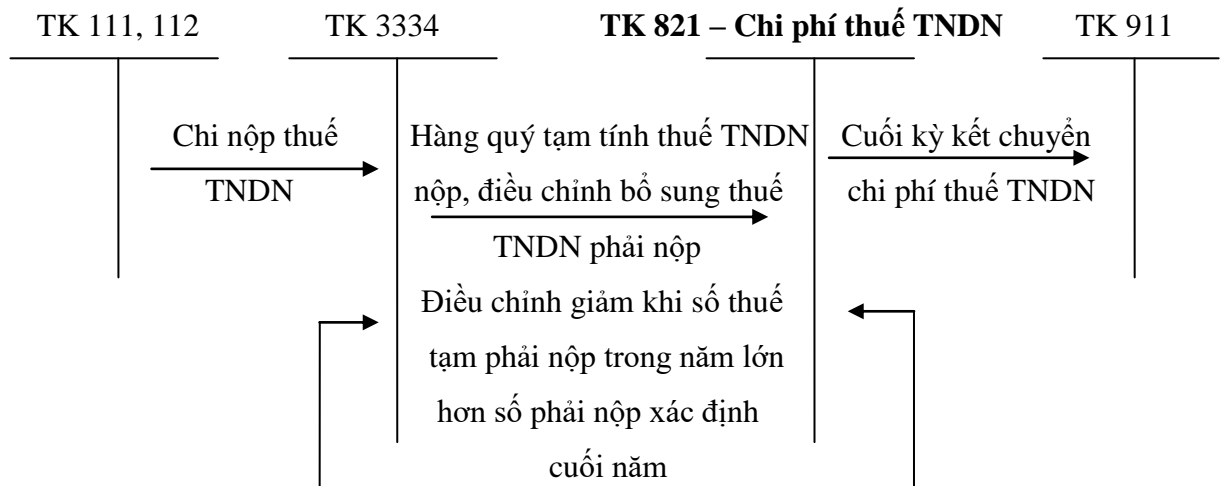 TK 111, 112 TK 3334 TK 821 – Chi phí thuế TNDN TK 911
Chi nộp thuế
TNDN
Hàng quý tạm tính thuế TNDN
nộp, điều chỉnh bổ sung thuế
TNDN phải nộp
Cuối kỳ kết chuyển
chi phí thuế TNDN
Điều chỉnh giảm khi số thuế
tạm phải nộp trong năm lớn
hơn số phải nộp xác định
cuối năm